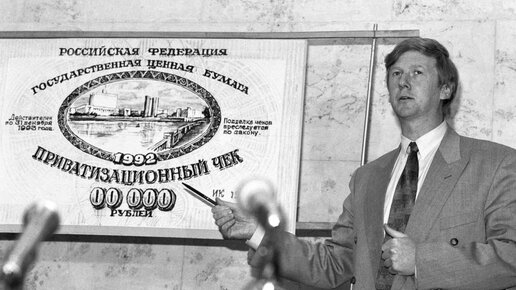 РОССИЙСКАЯ ФЕДЕРАЦИЯ
ГОСУДАРСТВЕННАЯ ЦЕННАЯ БУМАГА
Действителен
по 31 декабря
1993 года.
Подделка чеков
преследуется
по закону.
1992
ПРИВАТИЗАЦИОННЫЙ ЧЕК
10 000
РУБЛЕЙ